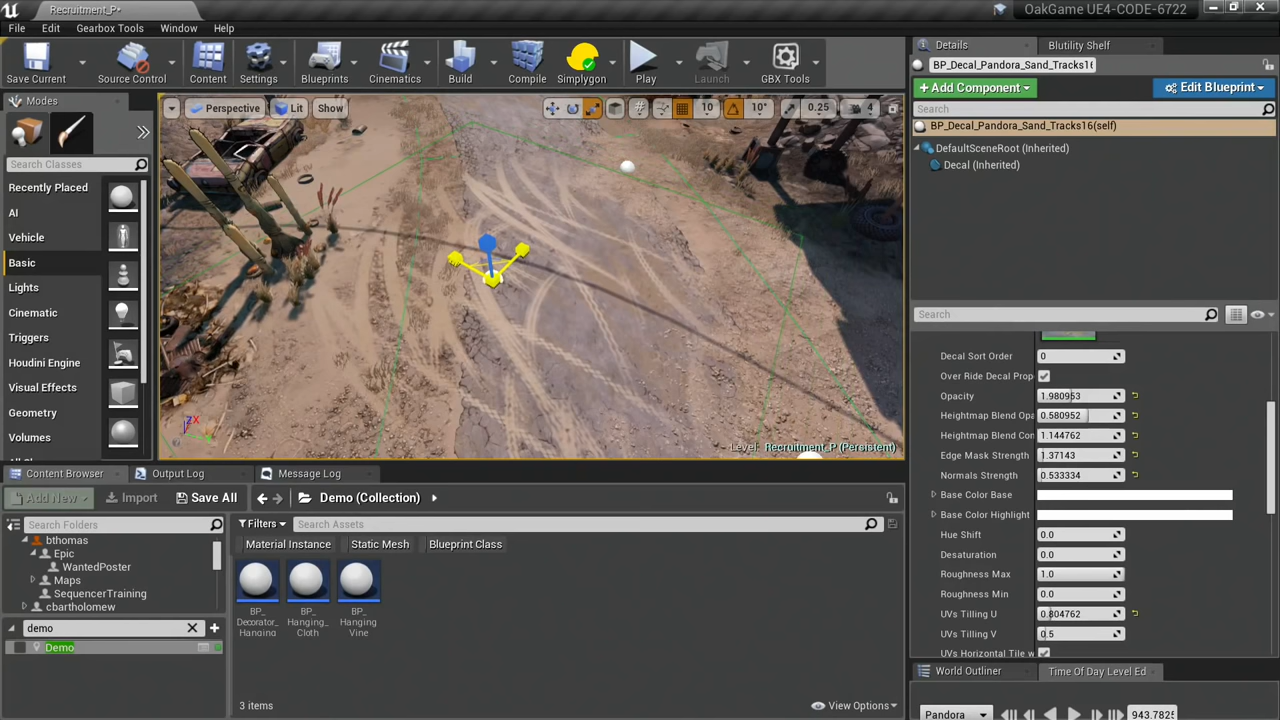 Recruitment_P*
OakGame UE4-CODE-6722
File Edit Gearbox Tools Window Help
Save Current
Source Control
Content
Settings
Blueprints
Cinematics
Build
Compile
Simplygon
Play
Launch
GBX Tools
Modes
Search Classes
Recently Placed
AI
Vehicle
Basic
Lights
Cinematic
Triggers
Houdini Engine
Visual Effects
Geometry
Volumes
Perspective
Lit
Show
10
10°
0.25
4
ZX
Level: Recruitment_P (Persistent)
Details
Blutility Shelf
BP_Decal_Pandora_Sand_Tracks16
+ Add Component
Edit Blueprint
Search
BP_Decal_Pandora_Sand_Tracks16(self)
DefaultSceneRoot (Inherited)
Decal (Inherited)
Search
Decal Sort Order 0
Over Ride Decal Prop
Opacity 1.980953
Heightmap Blend Opa 0.580952
Heightmap Blend Con 1.144762
Edge Mask Strength 1.37143
Normals Strength 0.533334
Base Color Base
Base Color Highlight
Hue Shift 0.0
Desaturation 0.0
Roughness Max 1.0
Roughness Min 0.0
UVs Tilling U 0.804762
UVs Tilling V 0.5
UVs Horizontal Tile w
World Outliner
Time Of Day Level Ed
Pandora
943.7825
Content Browser
Output Log
Message Log
Add New
Import
Save All
Demo (Collection)
Search Folders
bthomas
Epic
WantedPoster
Maps
SequencerTraining
cbartholomew
demo
Demo
Filters
Search Assets
Material Instance
Static Mesh
Blueprint Class
BP_
Decorator_
Hanging
BP_
Hanging_
Cloth
BP_
Hanging
Vine
3 items
View Options